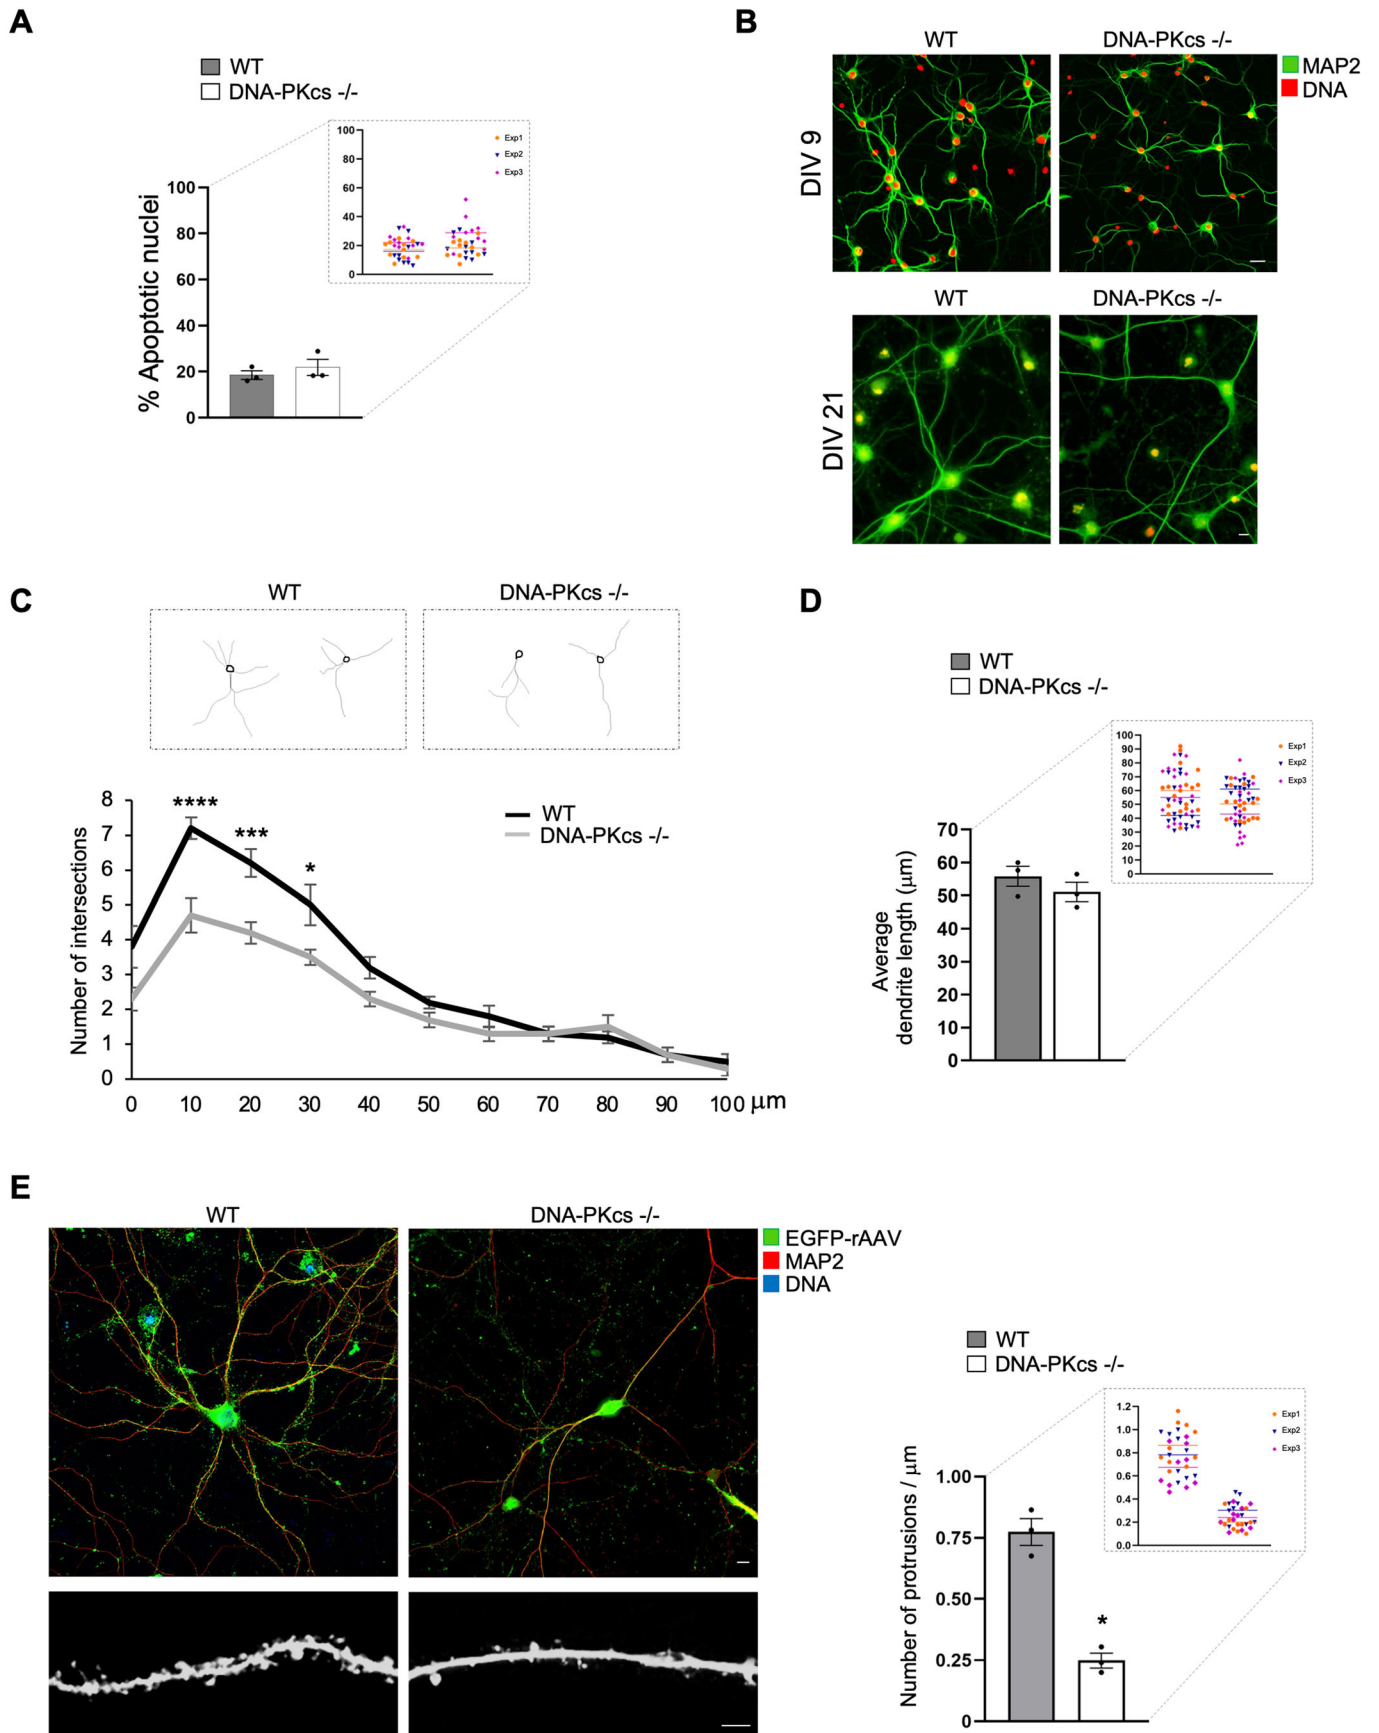 A
WT
DNA-PKcs -/-
% Apoptotic nuclei
100
80
60
40
20
0
100
80
60
40
20
0
Exp1
Exp2
Exp3
B
WT
DNA-PKcs -/-
MAP2
DNA
DIV 9
WT
DNA-PKcs -/-
DIV 21
C
WT
DNA-PKcs -/-
Number of intersections
8
7
6
5
4
3
2
1
0
****
***
*
WT
DNA-PKcs -/-
0 10 20 30 40 50 60 70 80 90 100 μm
D
WT
DNA-PKcs -/-
Average
dendrite length (μm)
70
60
50
40
30
20
10
0
100
90
80
70
60
50
40
30
20
10
0
Exp1
Exp2
Exp3
E
WT
DNA-PKcs -/-
EGFP-rAAV
MAP2
DNA
WT
DNA-PKcs -/-
Number of protrusions / μm
1.00
0.75
0.50
0.25
0
*
1.2
1.0
0.8
0.6
0.4
0.2
0.0
Exp1
Exp2
Exp3